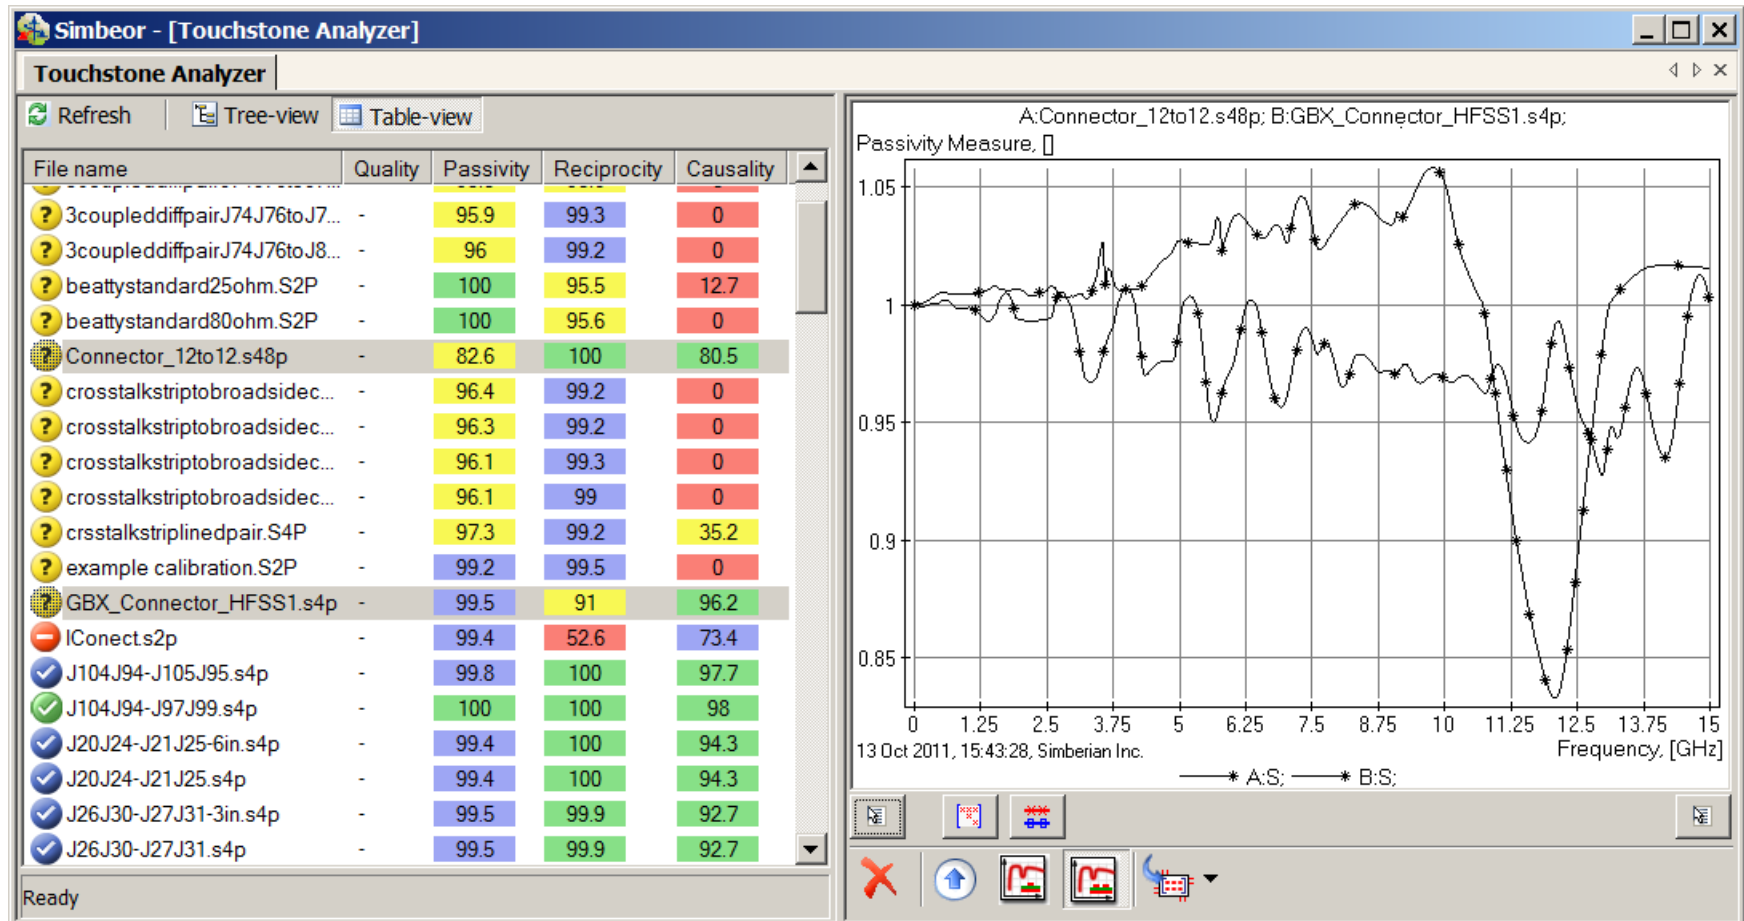 Simbeor - [Touchstone Analyzer]
Touchstone Analyzer
Refresh Tree-view Table-view
File name Quality Passivity Reciprocity Causality
3coupleddiffpairJ74J76toJ7... - 95.9 99.3 0
3coupleddiffpairJ74J76toJ8... - 96 99.2 0
beattystandard25ohm.S2P - 100 95.5 12.7
beattystandard80ohm.S2P - 100 95.6 0
Connector_12to12.s48p - 82.6 100 80.5
crosstalkstriptobroadsidec... - 96.4 99.2 0
crosstalkstriptobroadsidec... - 96.3 99.2 0
crosstalkstriptobroadsidec... - 96.1 99.3 0
crosstalkstriptobroadsidec... - 96.1 99 0
crsstalkstriplinedpair.S4P - 97.3 99.2 35.2
example calibration.S2P - 99.2 99.5 0
GBX_Connector_HFSS1.s4p - 99.5 91 96.2
IConect.s2p - 99.4 52.6 73.4
J104J94-J105J95.s4p - 99.8 100 97.7
J104J94-J97J99.s4p - 100 100 98
J20J24-J21J25-6in.s4p - 99.4 100 94.3
J20J24-J21J25.s4p - 99.4 100 94.3
J26J30-J27J31-3in.s4p - 99.5 99.9 92.7
J26J30-J27J31.s4p - 99.5 99.9 92.7
Ready
A:Connector_12to12.s48p; B:GBX_Connector_HFSS1.s4p;
Passivity Measure, []
1.05
1
0.95
0.9
0.85
0 1.25 2.5 3.75 5 6.25 7.5 8.75 10 11.25 12.5 13.75 15
13 Oct 2011, 15:43:28, Simberian Inc. Frequency, [GHz]
A:S; B:S;